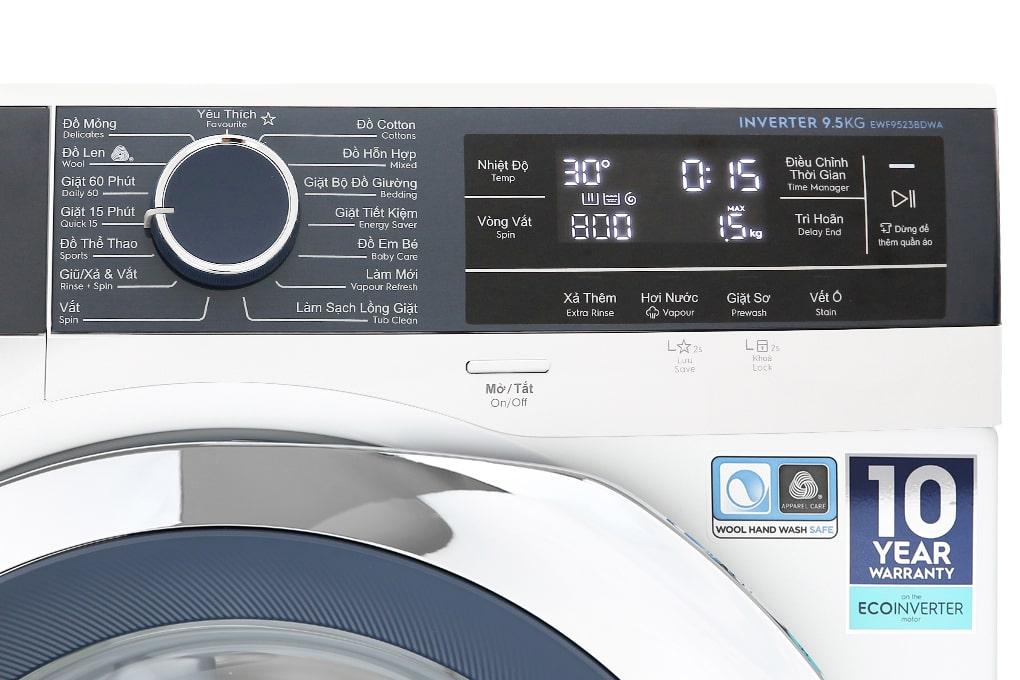 Yêu Thích
Favourite
Đồ Mỏng
Delicates
Đồ Len
Wool
Giặt 60 Phút
Daily 60
Giặt 15 Phút
Quick 15
Đồ Thể Thao
Sports
Giũ/Xả & Vắt
Rinse + Spin
Vắt
Spin
Đồ Cotton
Cottons
Đồ Hỗn Hợp
Mixed
Giặt Bộ Đồ Giường
Bedding
Giặt Tiết Kiệm
Energy Saver
Đồ Em Bé
Baby Care
Làm Mới
Vapour Refresh
Làm Sạch Lồng Giặt
Tub Clean
INVERTER 9.5KG EWF9523BDWA
Nhiệt Độ
Temp
30°
0:15
Điều Chỉnh
Thời Gian
Time Manager
Vòng Vắt
Spin
800
MAX
1.5 kg
Trì Hoãn
Delay End
Dừng để
thêm quần áo
Xả Thêm
Extra Rinse
Hơi Nước
Vapour
Giặt Sơ
Prewash
Vết Ố
Stain
2s
Lưu
Save
2s
Khoá
Lock
Mở/Tắt
On/Off
APPAREL CARE
WOOL HAND WASH SAFE
10
YEAR
WARRANTY
on the
ECOINVERTER
motor